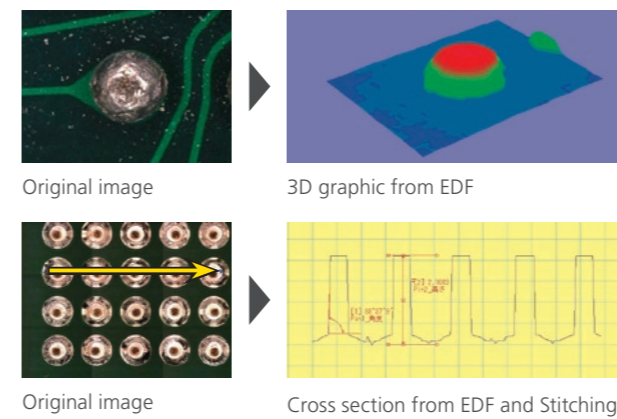 Original image
3D graphic from EDF
Original image
Cross section from EDF and Stitching